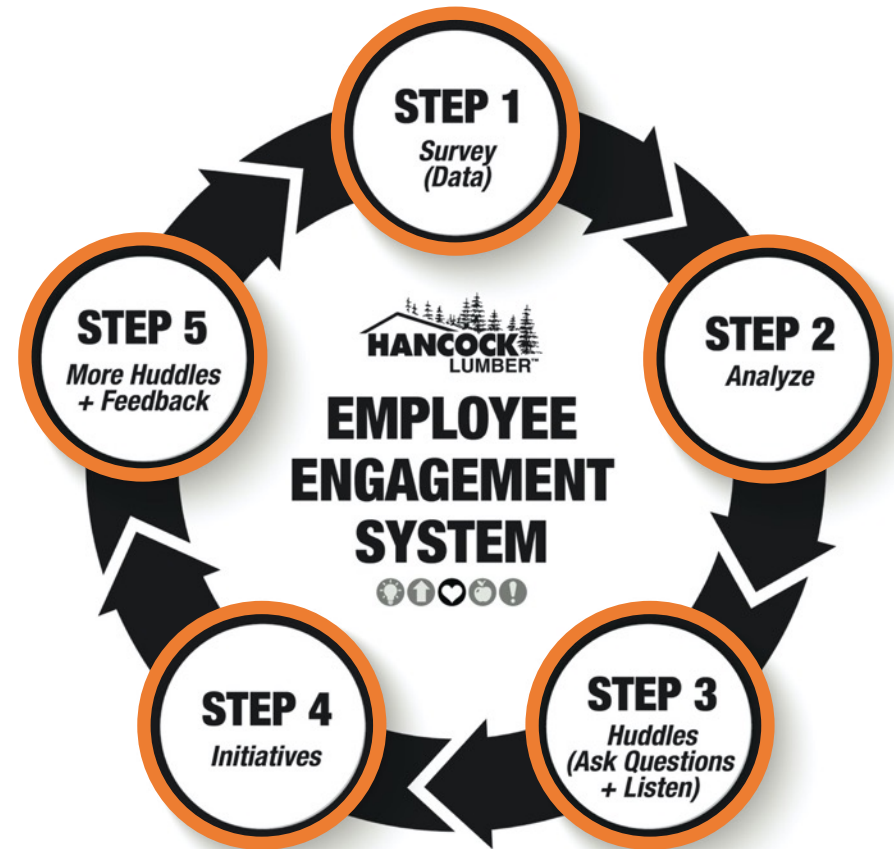 STEP 1
Survey
(Data)
STEP 2
Analyze
STEP 3
Huddles
(Ask Questions
+ Listen)
STEP 4
Initiatives
STEP 5
More Huddles
+ Feedback
HANCOCK
LUMBER™
EMPLOYEE
ENGAGEMENT
SYSTEM